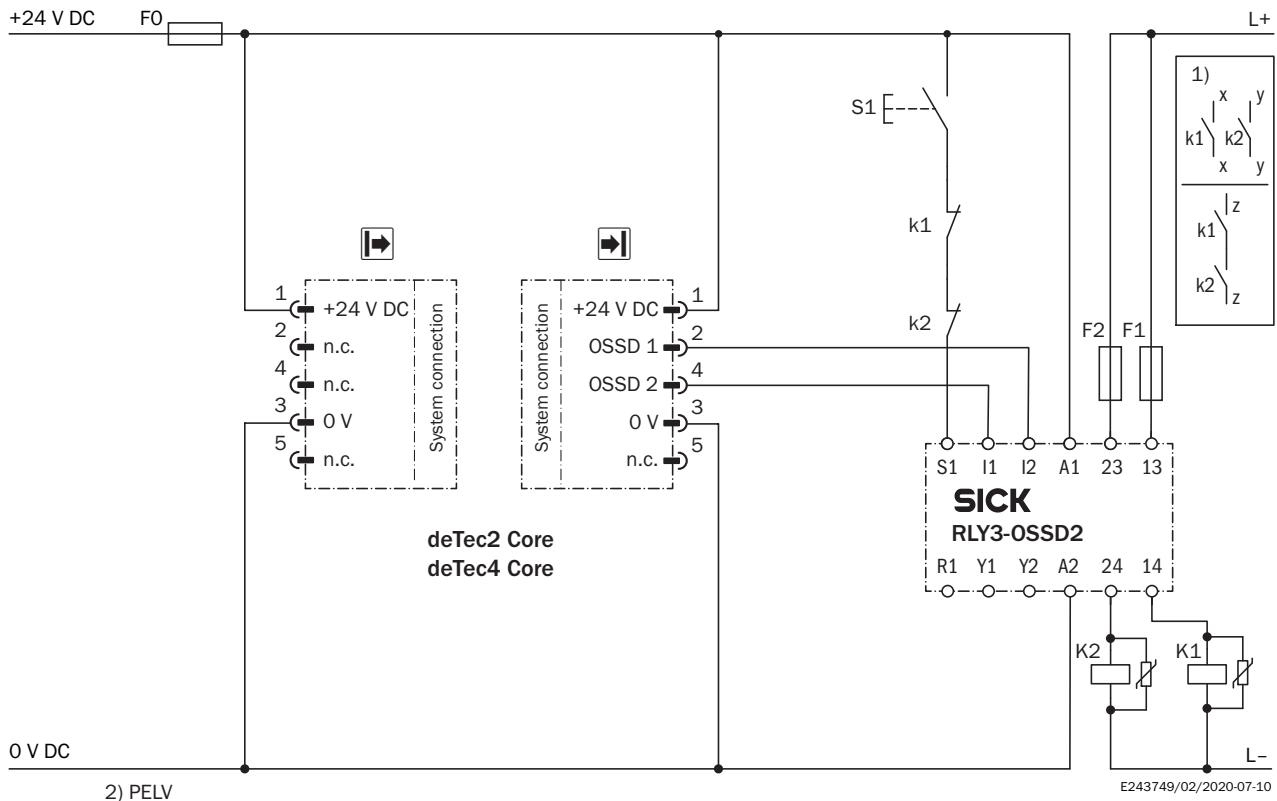 +24 V DC
F0
L+
1)
x
y
k1
k2
x
y
z
k1
k2
z
S1
k1
k2
F2
F1
1
+24 V DC
2
n.c.
4
n.c.
3
0 V
5
n.c.
System connection
System connection
+24 V DC
1
OSSD 1
2
OSSD 2
4
0 V
3
n.c.
5
deTec2 Core
deTec4 Core
S1 I1 I2 A1 23 13
SICK
RLY3-OSSD2
R1 Y1 Y2 A2 24 14
K2
K1
0 V DC
L–
2) PELV
E243749/02/2020-07-10